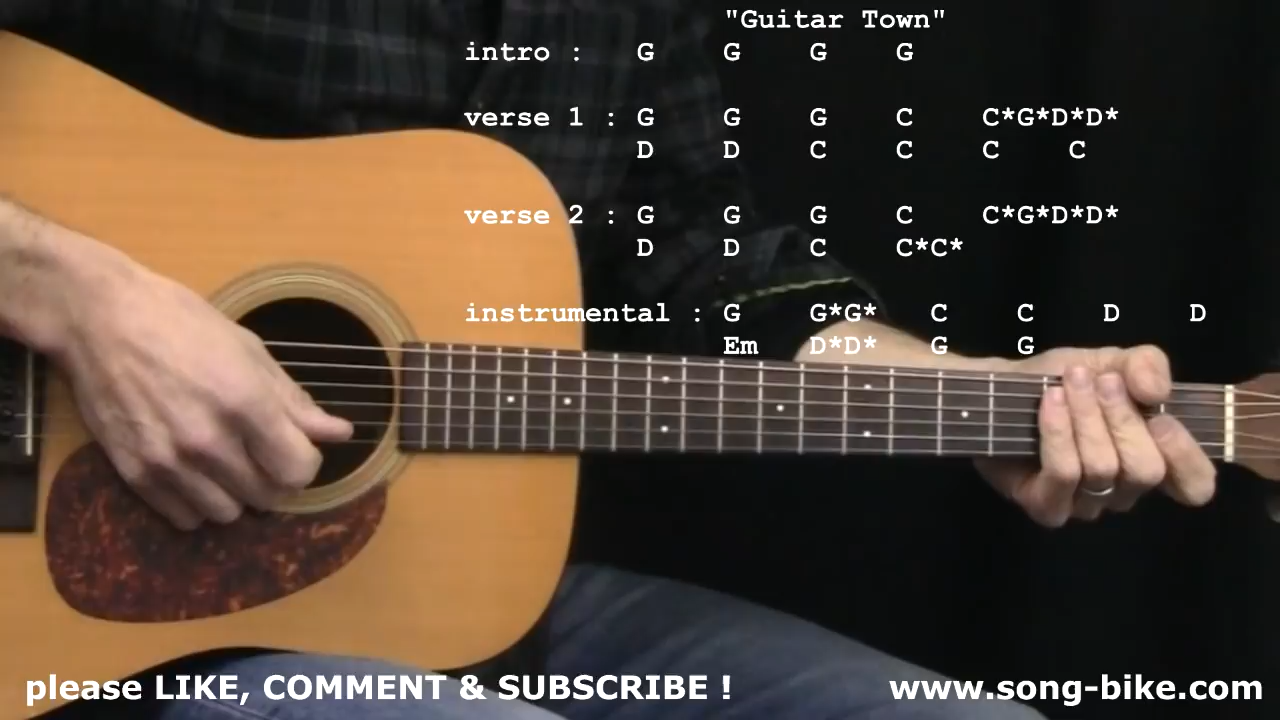 "Guitar Town"
intro : G G G G
verse 1 : G G G C C*G*D*D*
D D C C C C
verse 2 : G G G C C*G*D*D*
D D C C*C*
instrumental : G G*G* C C D D
Em D*D* G G
please LIKE, COMMENT & SUBSCRIBE ! www.song-bike.com